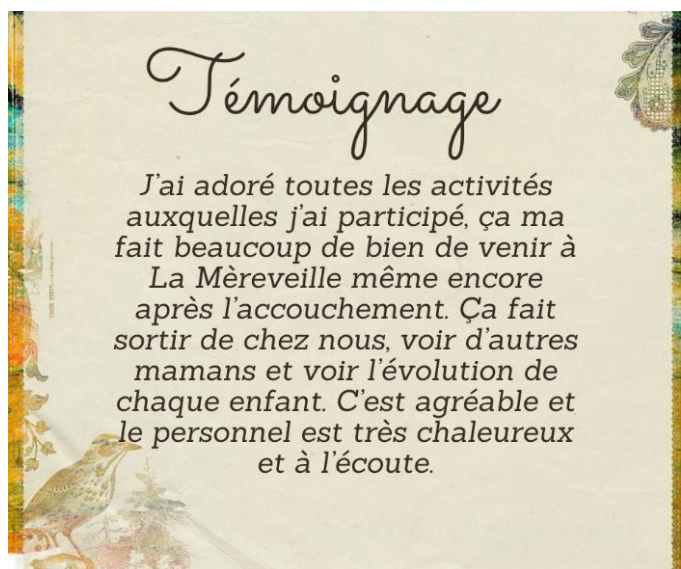 Témoignage
J'ai adoré toutes les activités
auxquelles j'ai participé, ça ma
fait beaucoup de bien de venir à
La Mèreveille même encore
après l'accouchement. Ça fait
sortir de chez nous, voir d'autres
mamans et voir l'évolution de
chaque enfant. C'est agréable et
le personnel est très chaleureux
et à l'écoute.